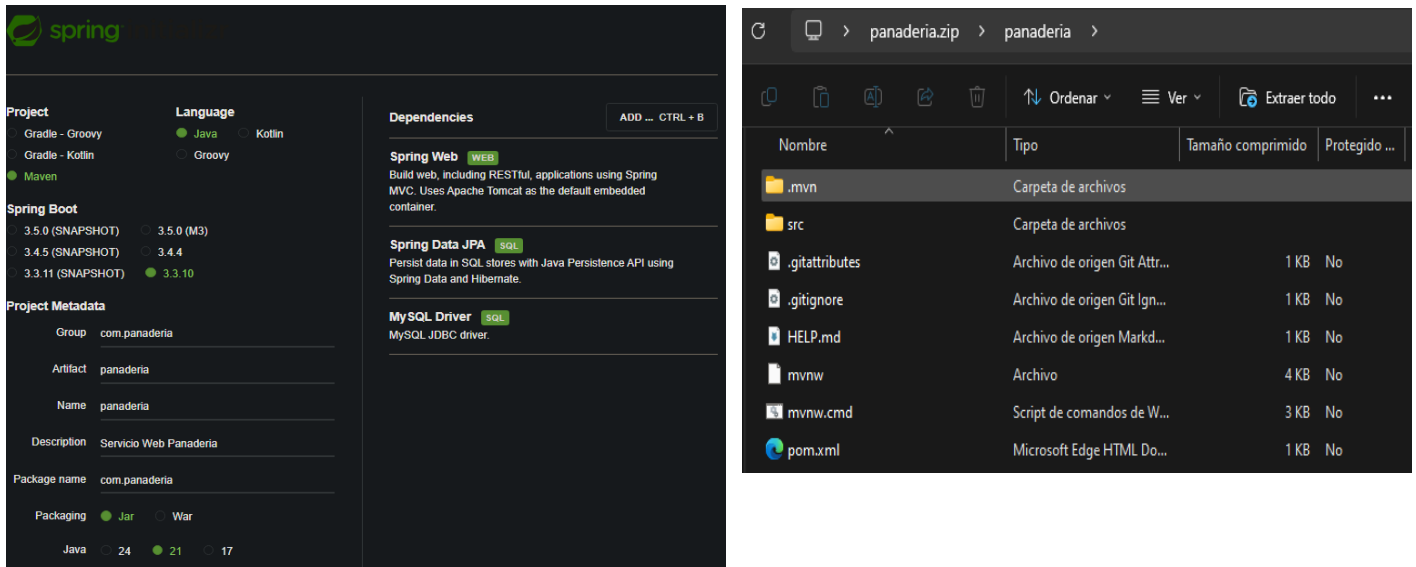 spring
Project
Language
Gradle - Groovy
Java
Kotlin
Gradle - Kotlin
Groovy
Maven
Spring Boot
3.5.0 (SNAPSHOT)
3.5.0 (M3)
3.4.5 (SNAPSHOT)
3.4.4
3.3.11 (SNAPSHOT)
3.3.10
Project Metadata
Group com.panaderia
Artifact panaderia
Name panaderia
Description Servicio Web Panaderia
Package name com.panaderia
Packaging Jar War
Java 24 21 17
Dependencies
ADD ... CTRL + B
Spring Web WEB
Build web, including RESTful, applications using Spring
MVC. Uses Apache Tomcat as the default embedded
container.
Spring Data JPA SQL
Persist data in SQL stores with Java Persistence API using
Spring Data and Hibernate.
MySQL Driver SQL
MySQL JDBC driver.
panaderia.zip > panaderia >
Ordenar
Ver
Extraer todo
...
Nombre Tipo Tamaño comprimido Protegido ...
.mvn Carpeta de archivos
src Carpeta de archivos
.gitattributes Archivo de origen Git Attr... 1 KB No
.gitignore Archivo de origen Git Ign... 1 KB No
HELP.md Archivo de origen Markd... 1 KB No
mvnw Archivo 4 KB No
mvnw.cmd Script de comandos de W... 3 KB No
pom.xml Microsoft Edge HTML Do... 1 KB No